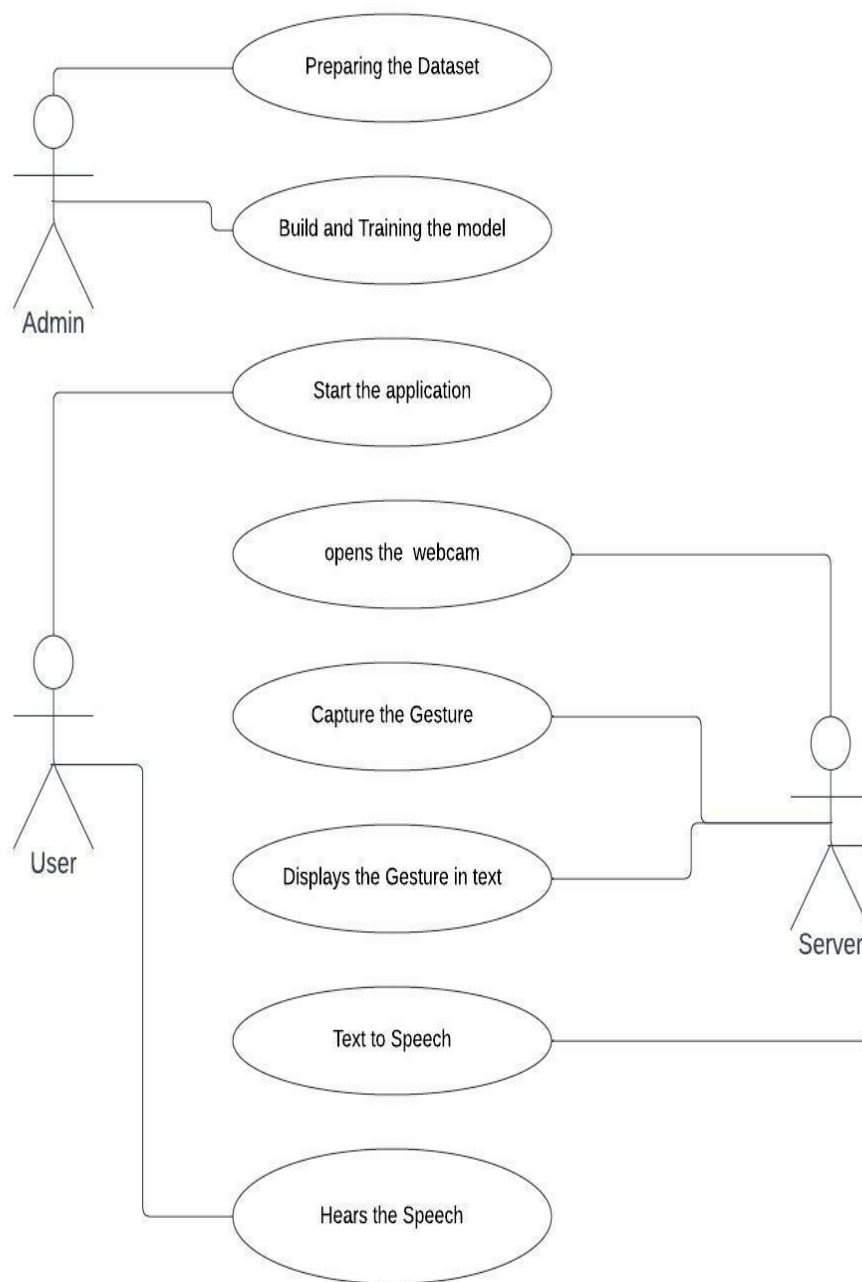 Preparing the Dataset
Build and Training the model
Admin
Start the application
opens the webcam
Capture the Gesture
User
Displays the Gesture in text
Server
Text to Speech
Hears the Speech